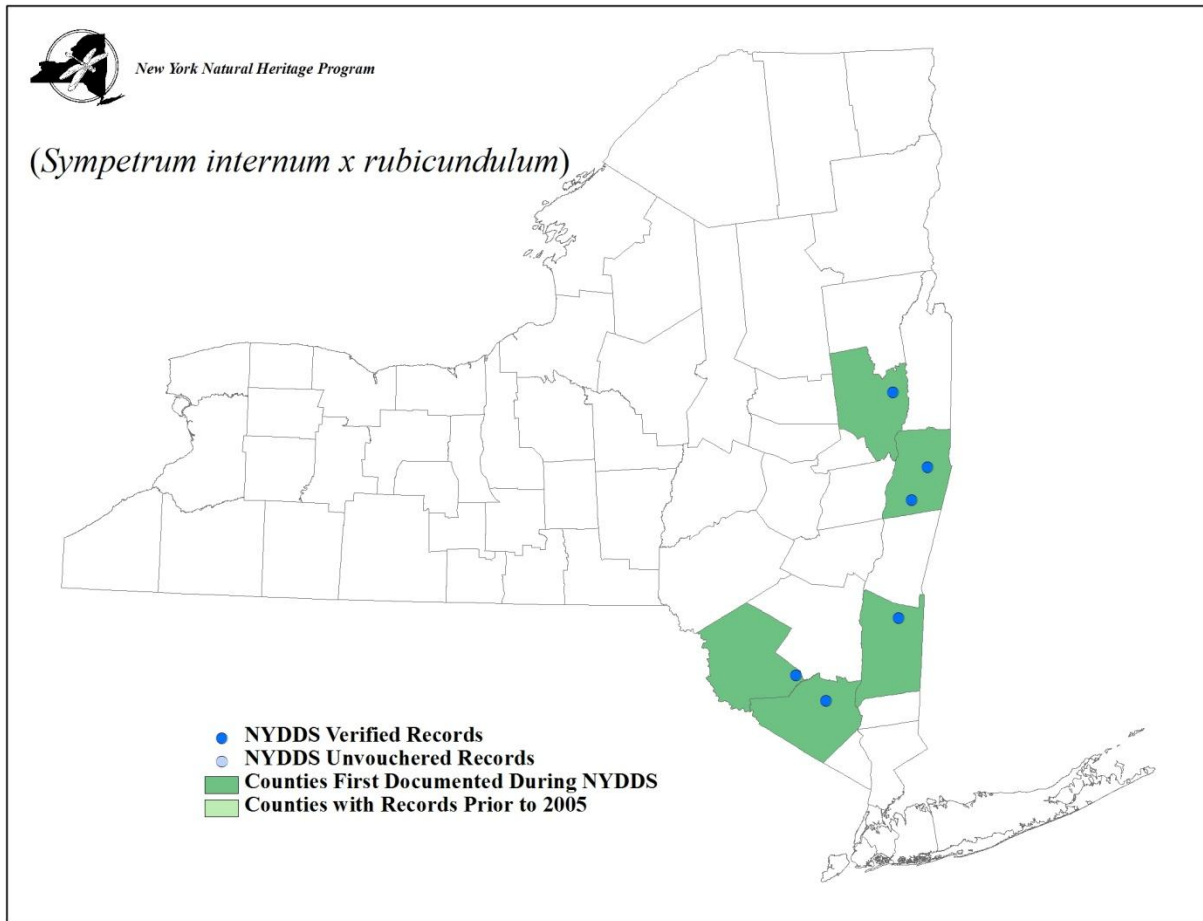 New York Natural Heritage Program
(Sympetrum internum x rubicundulum)
NYDDS Verified Records
NYDDS Unvouchered Records
Counties First Documented During NYDDS
Counties with Records Prior to 2005